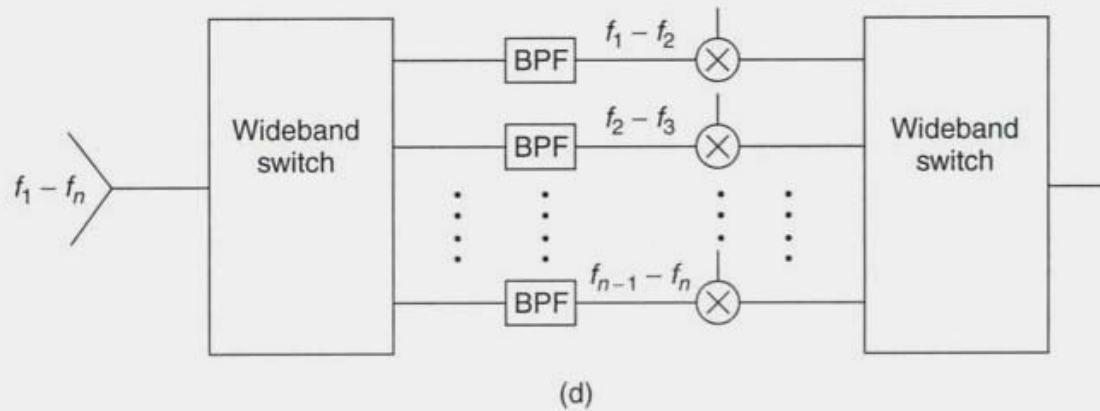 f₁ – fₙ
Wideband
switch
BPF
f₁ – f₂
BPF
f₂ – f₃
BPF
fₙ₋₁ – fₙ
Wideband
switch
(d)